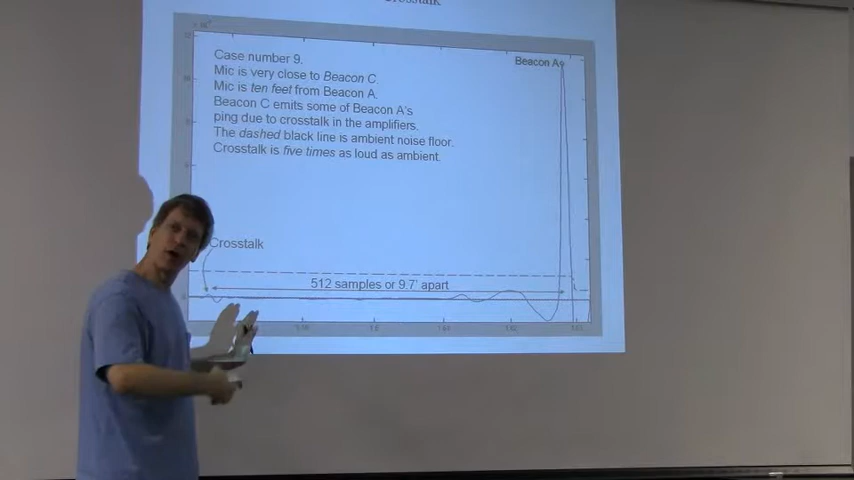 Crosstalk
Case number 9.
Beacon A
Mic is very close to Beacon C.
Mic is ten feet from Beacon A.
Beacon C emits some of Beacon A's
ping due to crosstalk in the amplifiers.
The dashed black line is ambient noise floor.
Crosstalk is five times as loud as ambient.
Crosstalk
512 samples or 9.7' apart